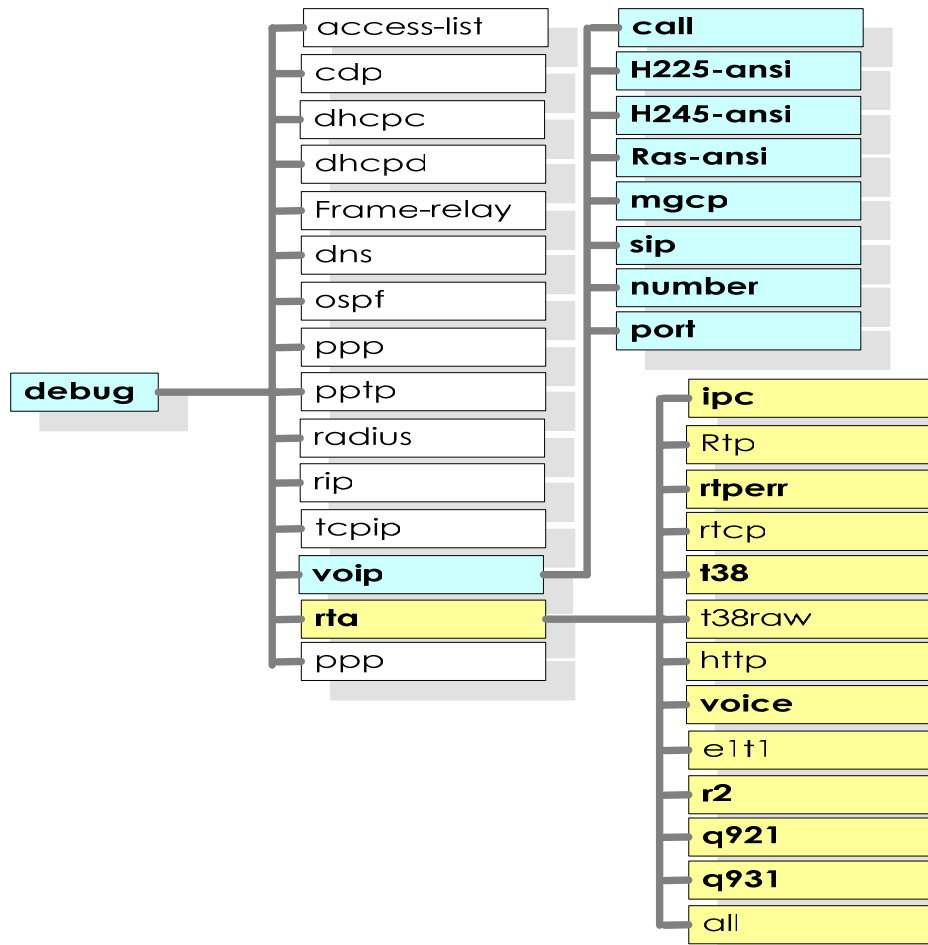 debug
access-list
cdp
dhcpc
dhcpd
Frame-relay
dns
ospf
ppp
pptp
radius
rip
tcpip
voip
rta
ppp
call
H225-ansi
H245-ansi
Ras-ansi
mgcp
sip
number
port
ipc
Rtp
rtperr
rtcp
t38
t38raw
http
voice
e1t1
r2
q921
q931
all